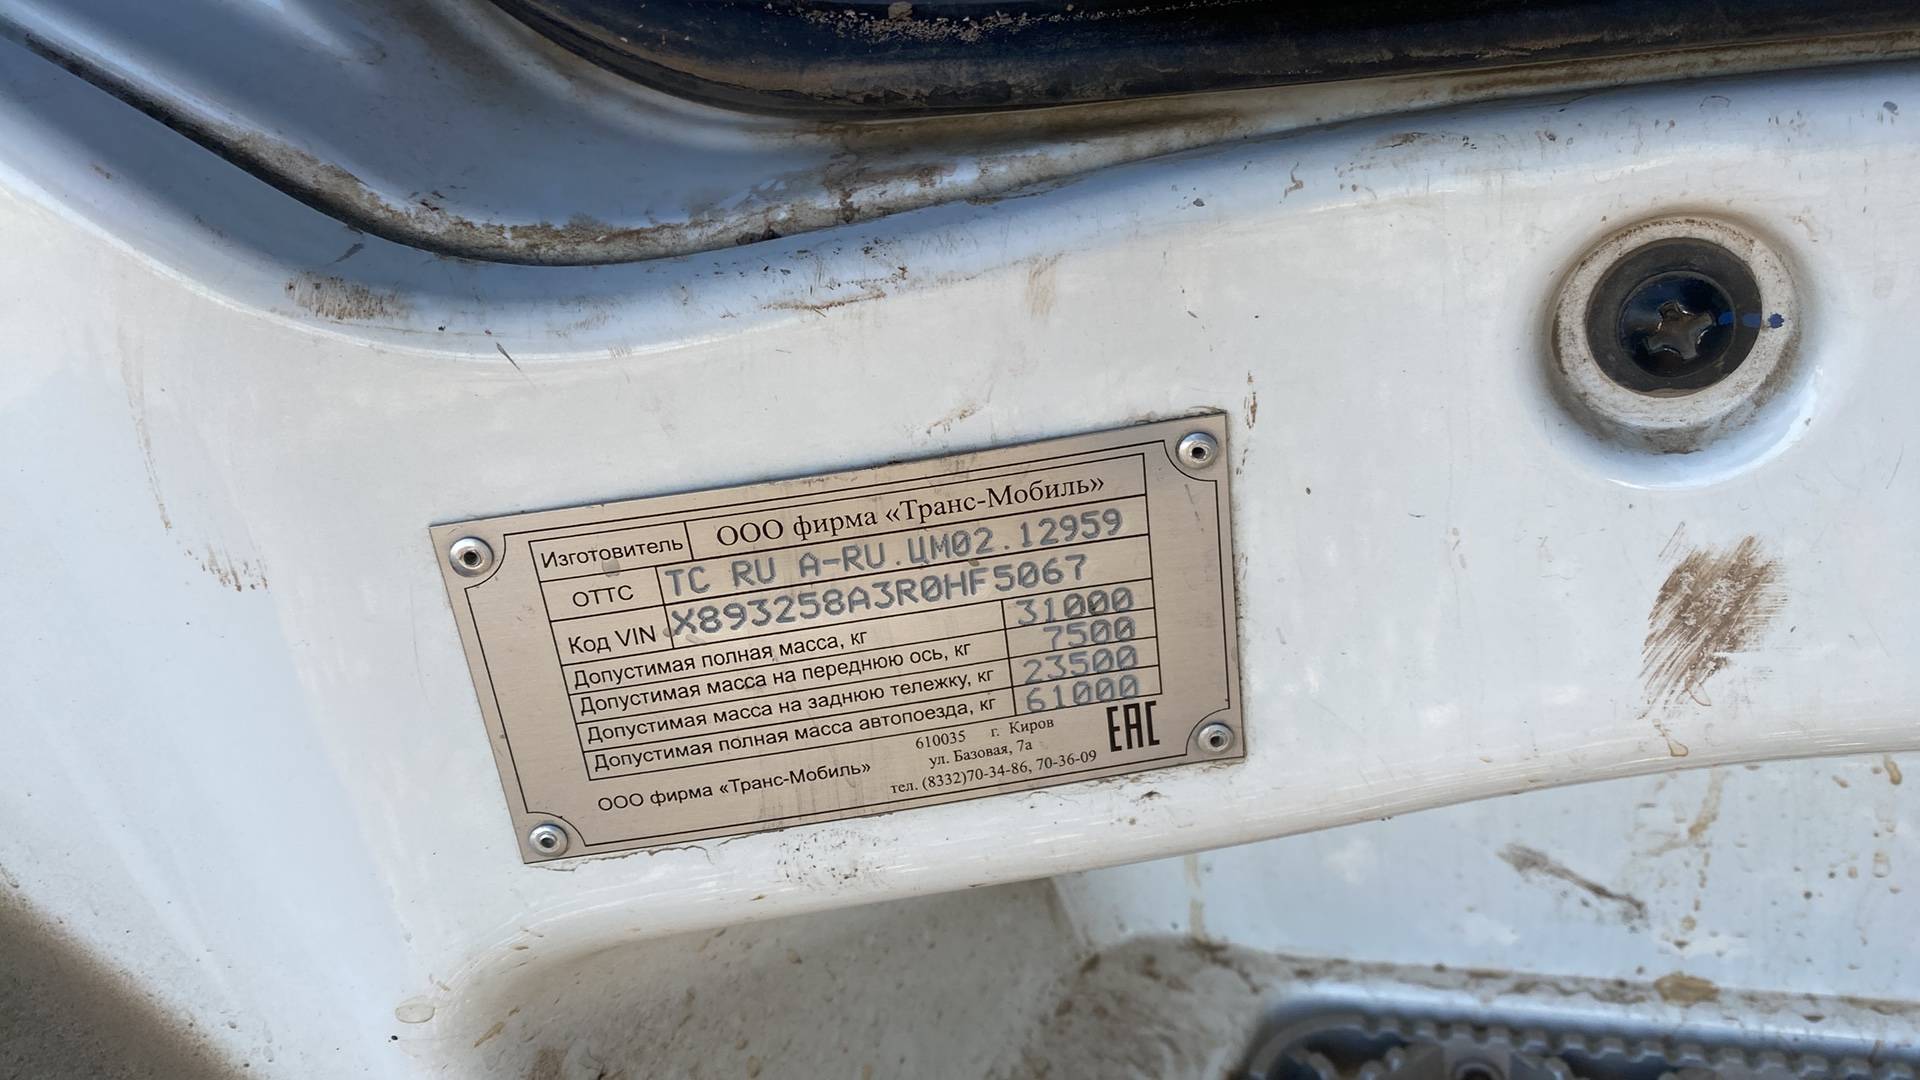 Изготовитель ООО фирма «Транс-Мобиль»
ОТТС ТС RU А-RU.ЦМ02.12959
Код VIN X893258A3R0HF5067
Допустимая полная масса, кг 31000
Допустимая масса на переднюю ось, кг 7500
Допустимая масса на заднюю тележку, кг 23500
Допустимая полная масса автопоезда, кг 61000
ООО фирма «Транс-Мобиль»
610035 г. Киров
ул. Базовая, 7а
тел. (8332)70-34-86, 70-36-09
EAC